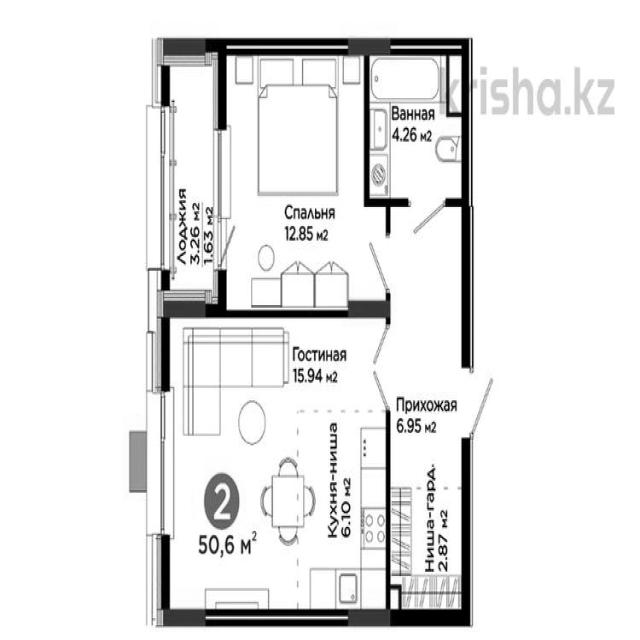 krisha.kz
Ванная
4.26 м2
Лоджия
3.26 м2
1.63 м2
Спальня
12.85 м2
Гостиная
15.94 м2
Прихожая
6.95 м2
Кухня-ниша
6.10 м2
Ниша-гард.
2.87 м2
2
50,6 м2